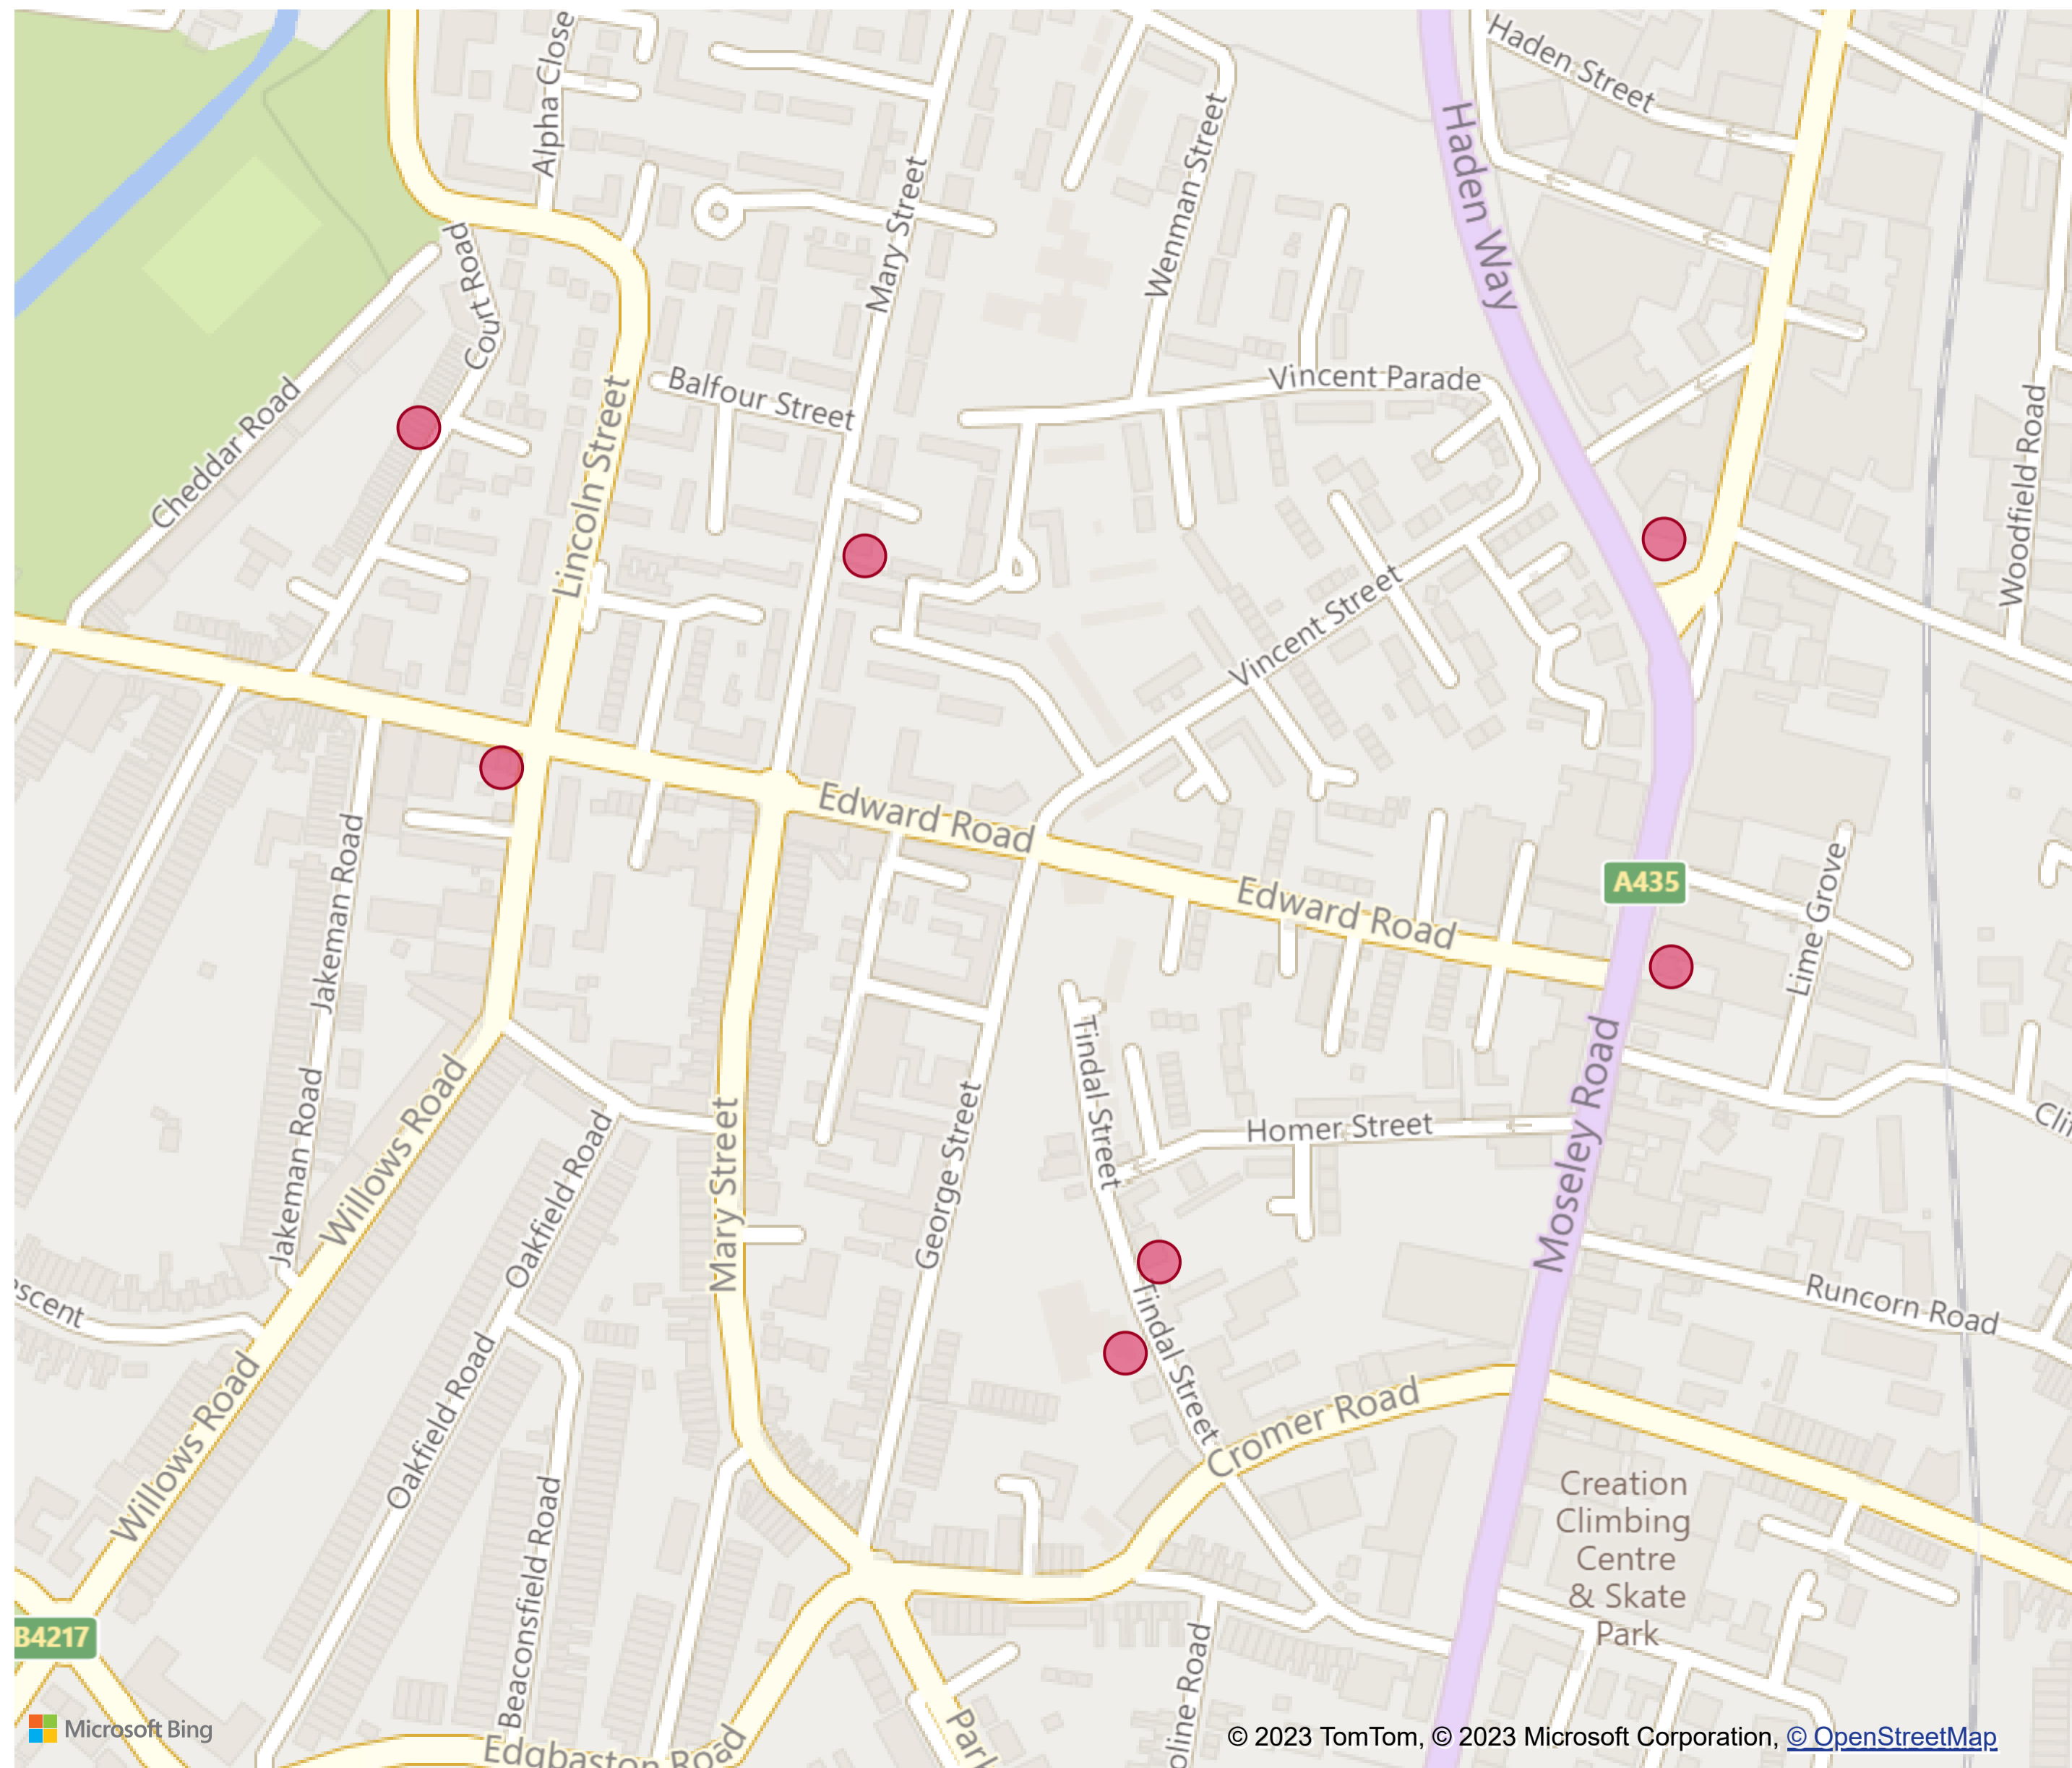 Haden Street
Alpha Close
Haden Way
Mary Street
Wenman Street
Court Road
Balfour Street
Vincent Parade
Cheddar Road
Lincoln Street
Woodfield Road
Vincent Street
Edward Road
Edward Road
A435
Jakeman Road
Lime Grove
Tindal Street
Moseley Road
Willows Road
Jakeman Road
Oakfield Road
Mary Street
George Street
Homer Street
Runcorn Road
Tindal Street
Oakfield Road
Willows Road
Cromer Road
Beaconsfield Road
Creation
Climbing
Centre
& Skate
Park
B4217
Edgbaston Road
Microsoft Bing
© 2023 TomTom, © 2023 Microsoft Corporation, © OpenStreetMap